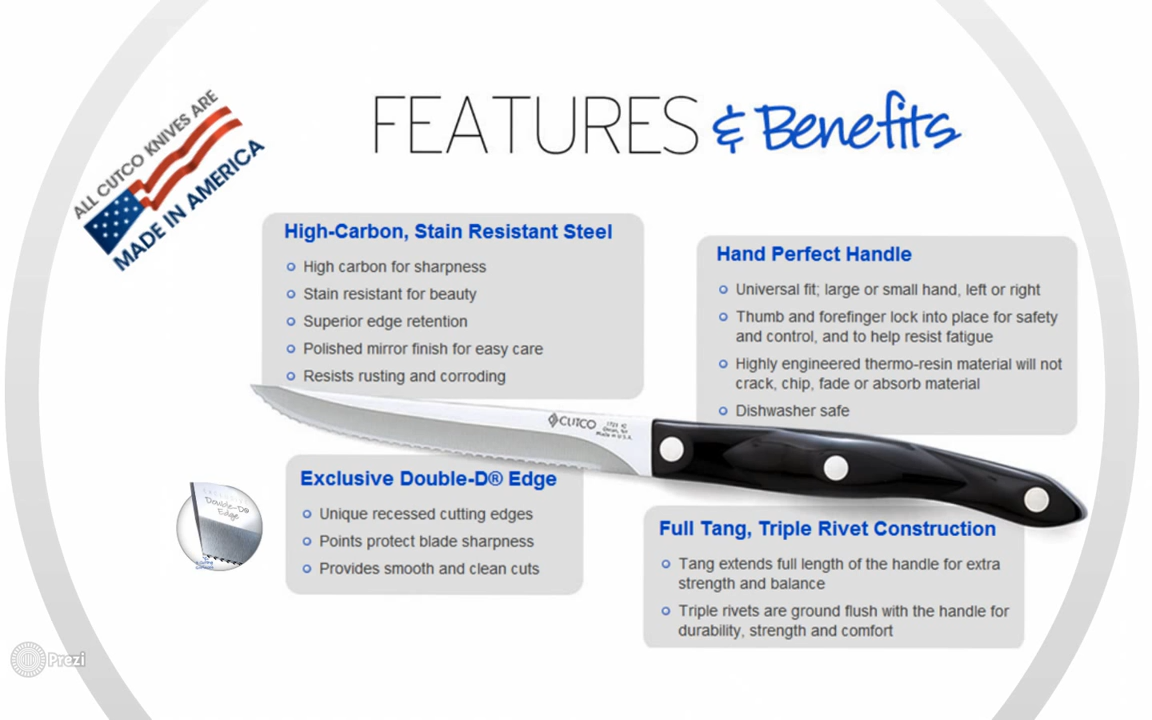 ALL CUTCO KNIVES ARE
MADE IN AMERICA
FEATURES & Benefits
High-Carbon, Stain Resistant Steel
High carbon for sharpness
Stain resistant for beauty
Superior edge retention
Polished mirror finish for easy care
Resists rusting and corroding
Hand Perfect Handle
Universal fit; large or small hand, left or right
Thumb and forefinger lock into place for safety
and control, and to help resist fatigue
Highly engineered thermo-resin material will not
crack, chip, fade or absorb material
Dishwasher safe
CUTCO
Made in U.S.A.
Exclusive Double-D® Edge
Unique recessed cutting edges
Points protect blade sharpness
Provides smooth and clean cuts
Double-D®
Edge
Full Tang, Triple Rivet Construction
Tang extends full length of the handle for extra
strength and balance
Triple rivets are ground flush with the handle for
durability, strength and comfort
Prezi